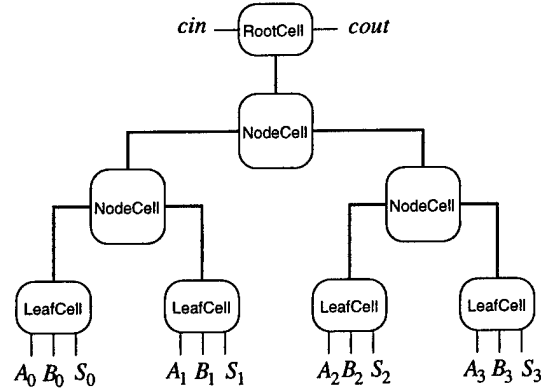 cin RootCell cout
NodeCell
NodeCell NodeCell
LeafCell LeafCell LeafCell LeafCell
A0 B0 S0 A1 B1 S1 A2 B2 S2 A3 B3 S3